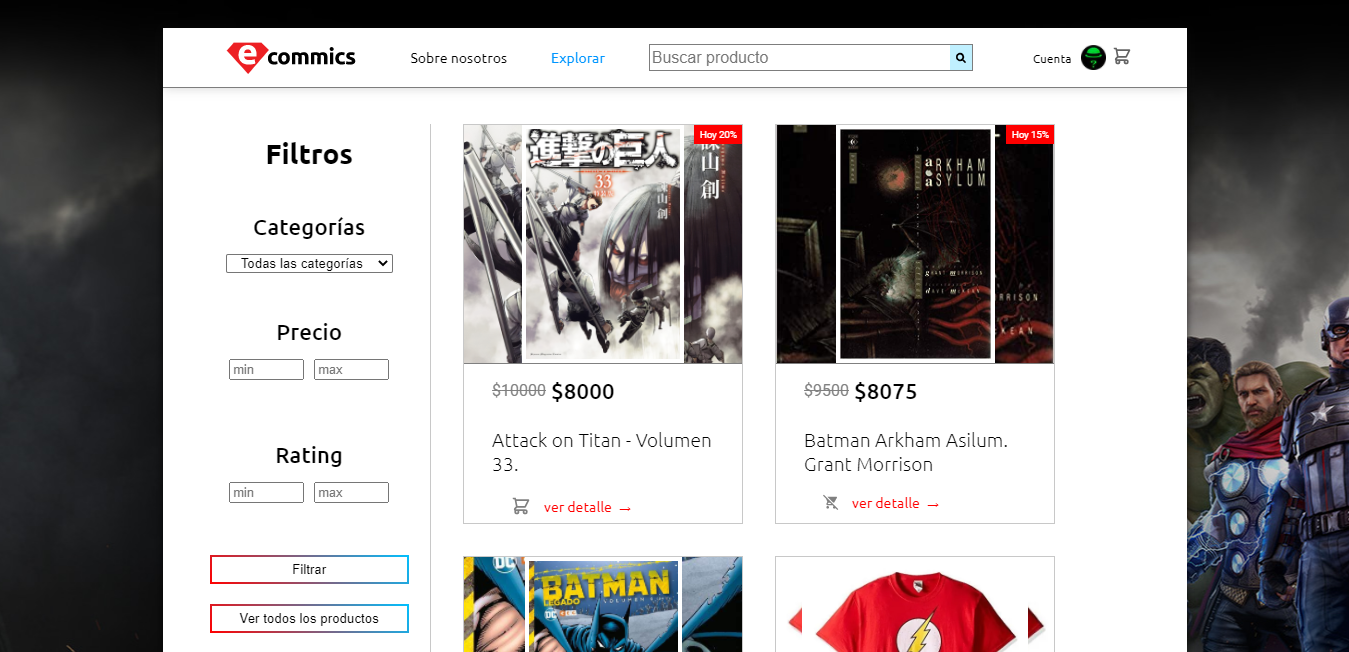 e commics
Sobre nosotros
Explorar
Buscar producto
Cuenta
Filtros
Categorías
Todas las categorías
Precio
min
max
Rating
min
max
Filtrar
Ver todos los productos
Hoy 20%
進撃の巨人
33
諫山創
$10000 $8000
Attack on Titan - Volumen
33.
ver detalle →
Hoy 15%
ARKHAM
ASYLUM
GRANT MORRISON
DAVE McKEAN
$9500 $8075
Batman Arkham Asilum.
Grant Morrison
ver detalle →
DC
BATMAN
LEGADO
VOLUMEN
DC